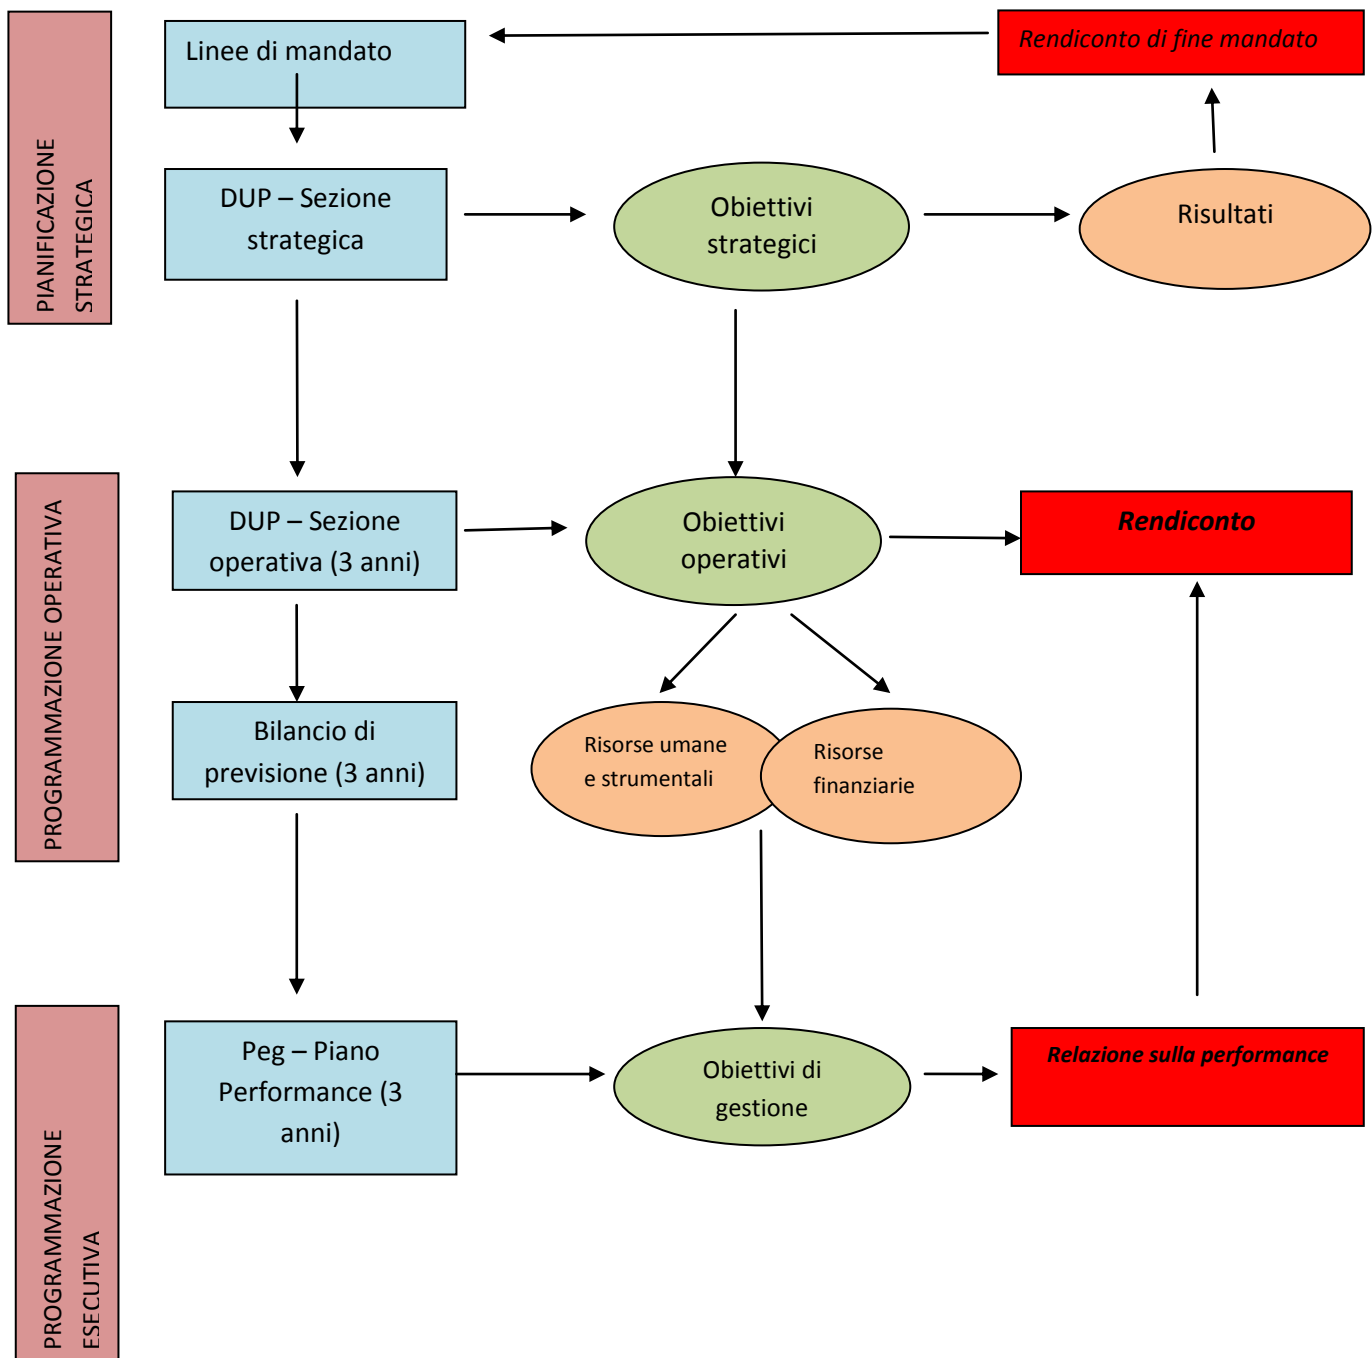 PIANIFICAZIONE
STRATEGICA
Linee di mandato
Rendiconto di fine mandato
DUP – Sezione
strategica
Obiettivi
strategici
Risultati
PROGRAMMAZIONE OPERATIVA
DUP – Sezione
operativa (3 anni)
Obiettivi
operativi
Rendiconto
Bilancio di
previsione (3 anni)
Risorse umane
e strumentali
Risorse
finanziarie
PROGRAMMAZIONE
ESECUTIVA
Peg – Piano
Performance (3
anni)
Obiettivi di
gestione
Relazione sulla performance